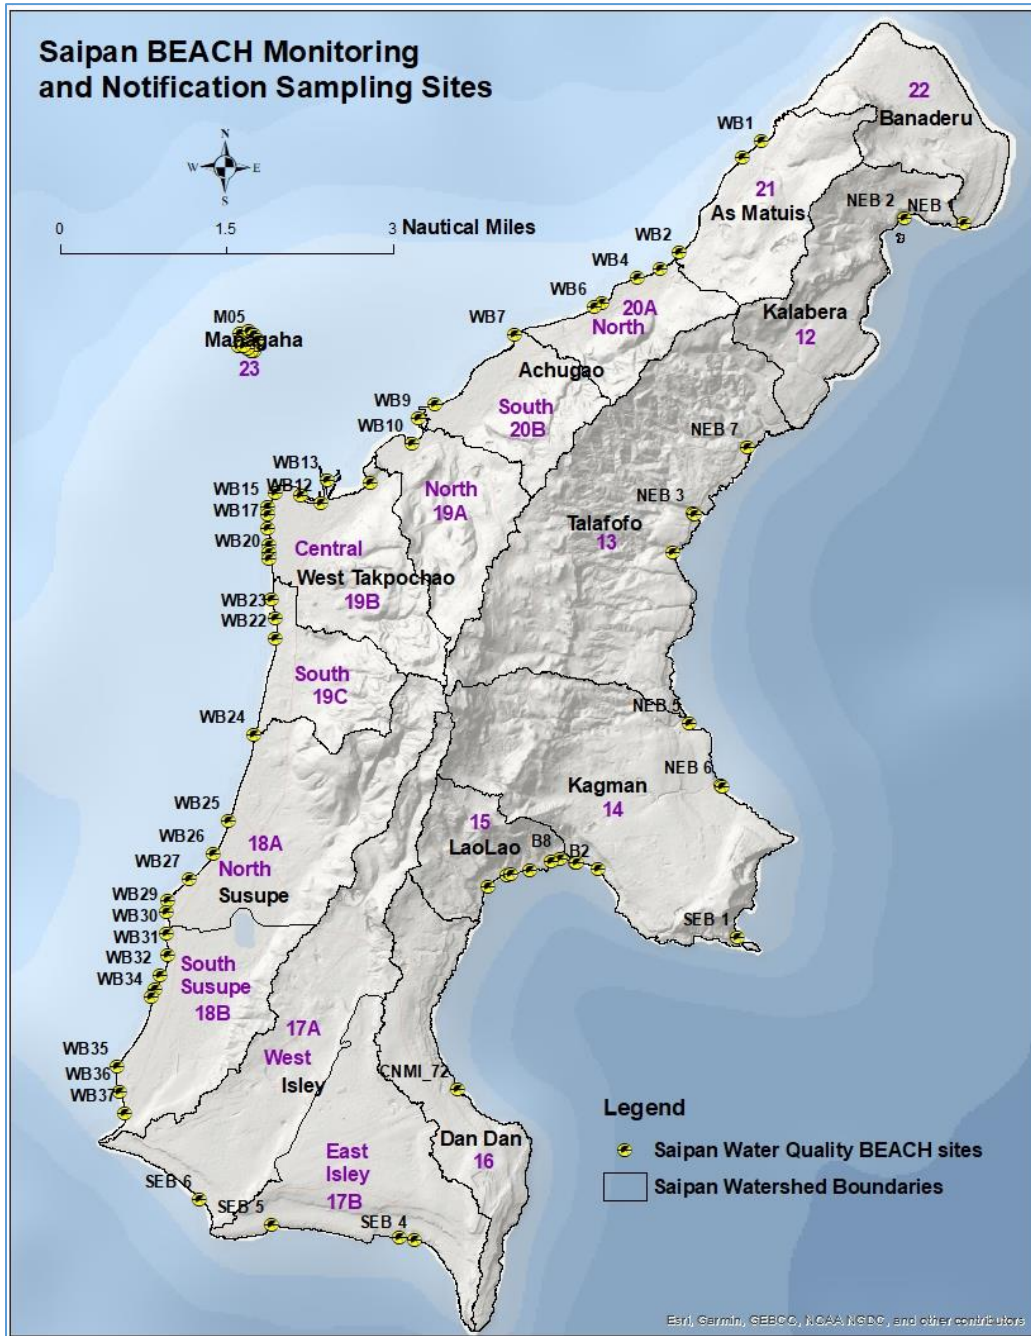 Saipan BEACH Monitoring
and Notification Sampling Sites
N
W
E
S
0
1.5
3
Nautical Miles
22
Banaderu
WB1
21
As Matuis
NEB 2
NEB 1
WB2
WB4
WB6
20A
North
Kalabera
12
M05
Managaha
23
WB7
Achugao
South
20B
WB9
WB10
NEB 7
WB13
WB12
WB15
WB17
North
19A
NEB 3
Talafofo
13
WB20
Central
West Takpochao
19B
WB23
WB22
South
19C
WB24
NEB 5
NEB 6
Kagman
14
WB25
WB26
WB27
18A
North
Susupe
15
LaoLao
B8
B2
WB29
WB30
WB31
WB32
WB34
SEB 1
South
Susupe
18B
17A
West
Isley
WB35
WB36
WB37
CNMI_72
Dan Dan
16
East
Isley
17B
SEB 6
SEB 5
SEB 4
Legend
Saipan Water Quality BEACH sites
Saipan Watershed Boundaries
Esri, Garmin, GEBCO, NOAA NGDC, and other contributors